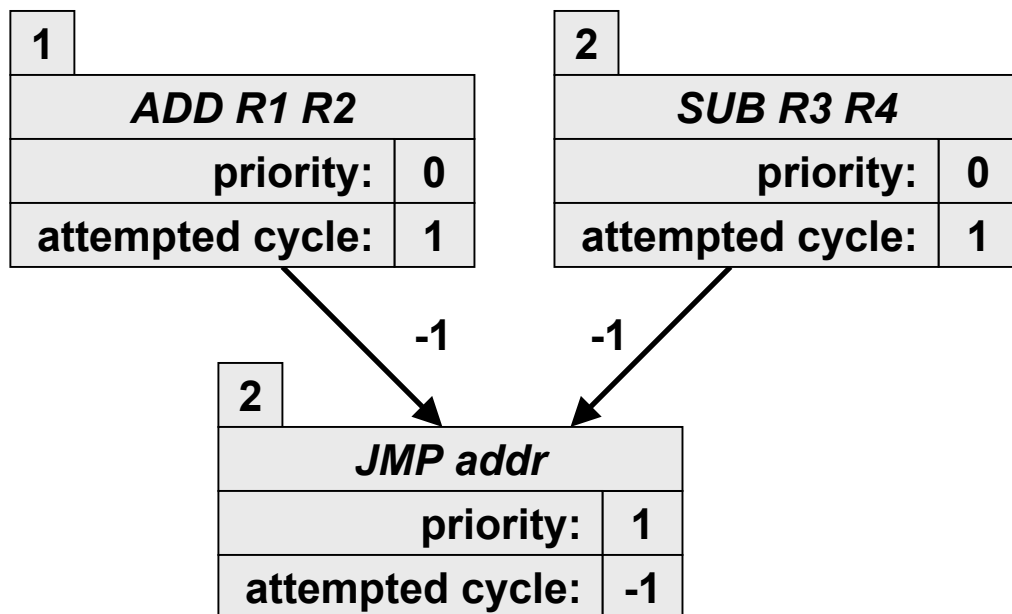 1
ADD R1 R2
priority: 0
attempted cycle: 1
2
SUB R3 R4
priority: 0
attempted cycle: 1
-1
-1
2
JMP addr
priority: 1
attempted cycle: -1